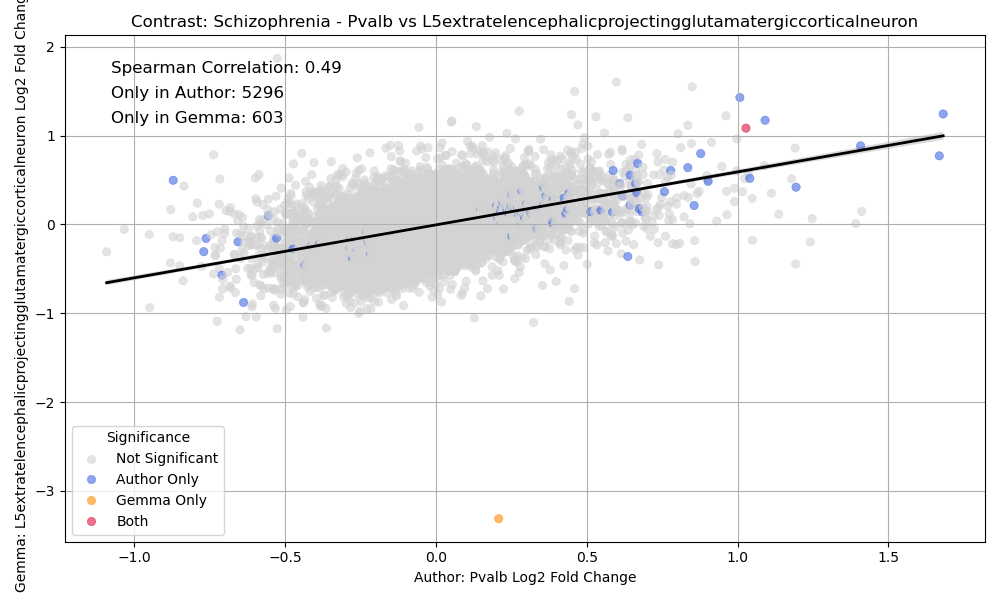 Contrast: Schizophrenia - Pvalb vs L5extratelencephalicprojectingglutamatergiccorticalneuron
Spearman Correlation: 0.49
Only in Author: 5296
Only in Gemma: 603
2
1
0
−1
−2
−3
Gemma: L5extratelencephalicprojectingglutamatergiccorticalneuron Log2 Fold Chang
Significance
Not Significant
Author Only
Gemma Only
Both
−1.0
−0.5
0.0
0.5
1.0
1.5
Author: Pvalb Log2 Fold Change